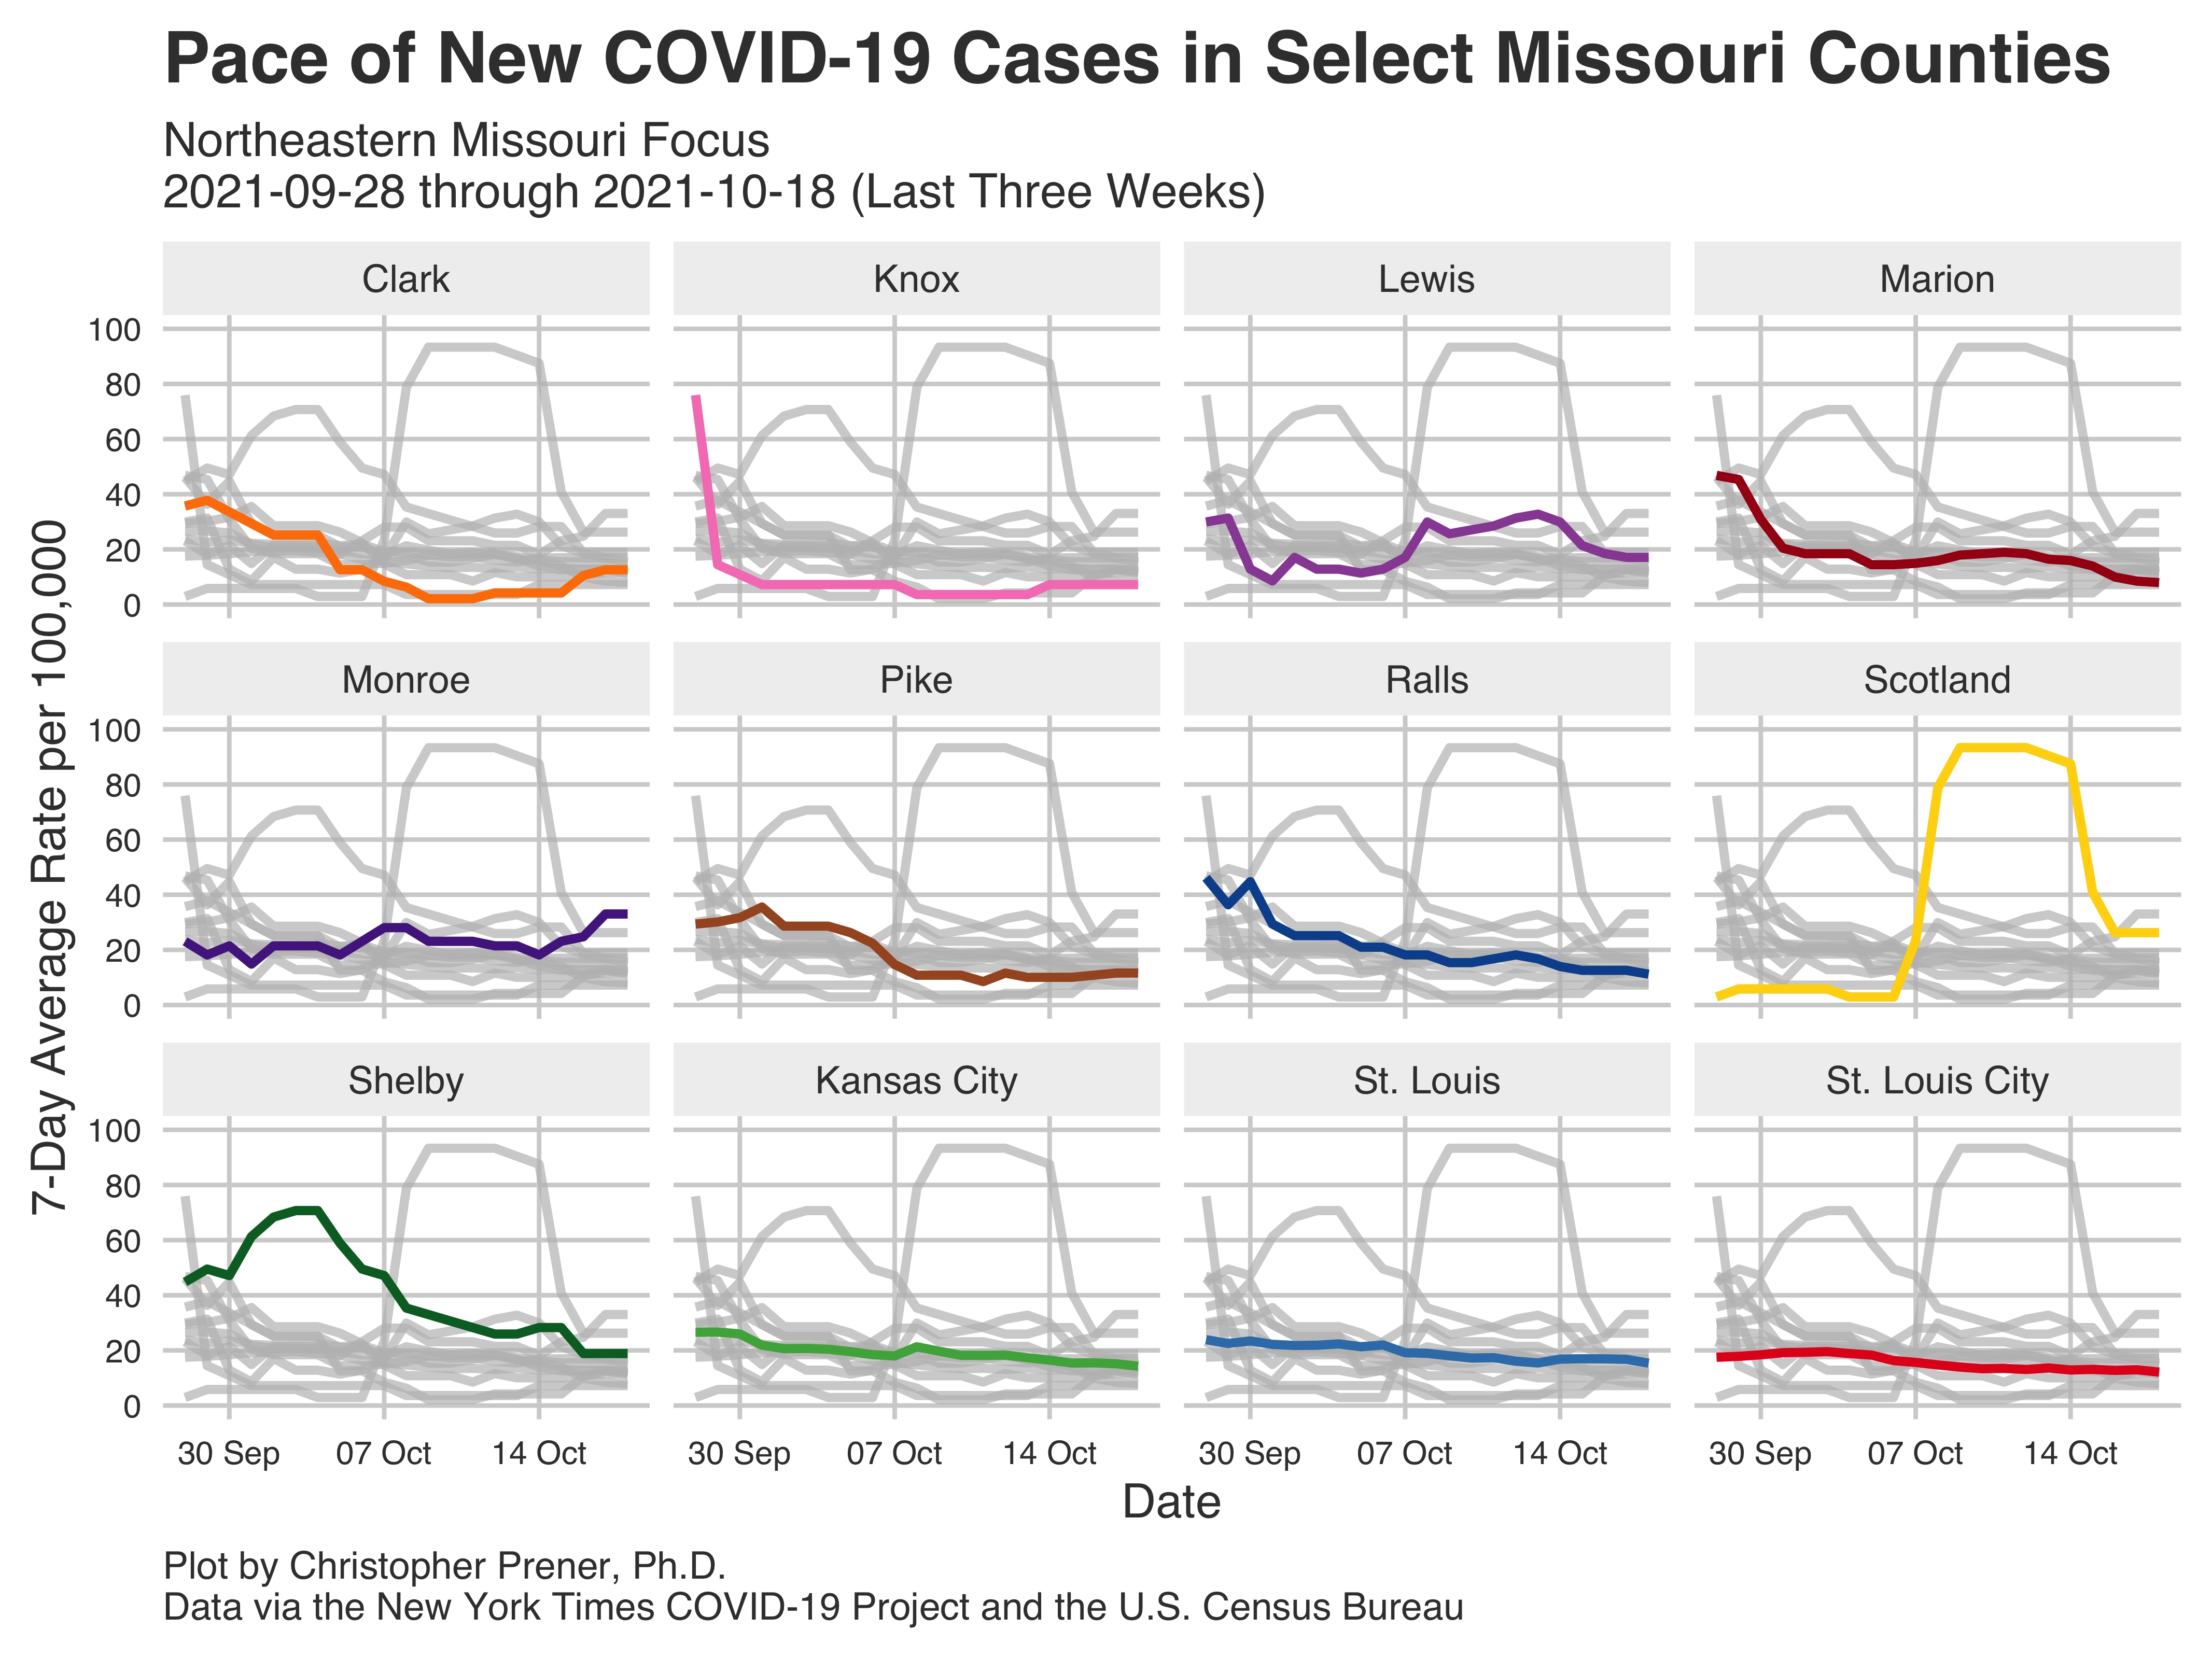 Pace of New COVID-19 Cases in Select Missouri Counties
Northeastern Missouri Focus
2021-09-28 through 2021-10-18 (Last Three Weeks)
7-Day Average Rate per 100,000
Clark Knox Lewis Marion
100
80
60
40
20
0
Monroe Pike Ralls Scotland
100
80
60
40
20
0
Shelby Kansas City St. Louis St. Louis City
100
80
60
40
20
0
30 Sep 07 Oct 14 Oct 30 Sep 07 Oct 14 Oct 30 Sep 07 Oct 14 Oct 30 Sep 07 Oct 14 Oct
Date
Plot by Christopher Prener, Ph.D.
Data via the New York Times COVID-19 Project and the U.S. Census Bureau